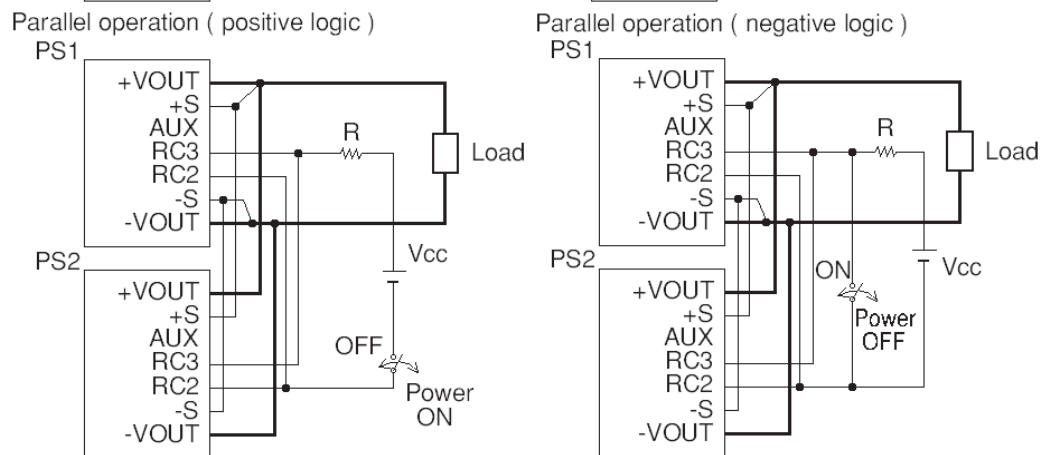 Parallel operation ( positive logic )
PS1
+VOUT
+S
AUX
RC3
RC2
-S
-VOUT
R
Load
Vcc
PS2
+VOUT
+S
AUX
RC3
RC2
-S
-VOUT
OFF
Power
ON
Parallel operation ( negative logic )
PS1
+VOUT
+S
AUX
RC3
RC2
-S
-VOUT
R
Load
Vcc
PS2
+VOUT
+S
AUX
RC3
RC2
-S
-VOUT
ON
Power
OFF